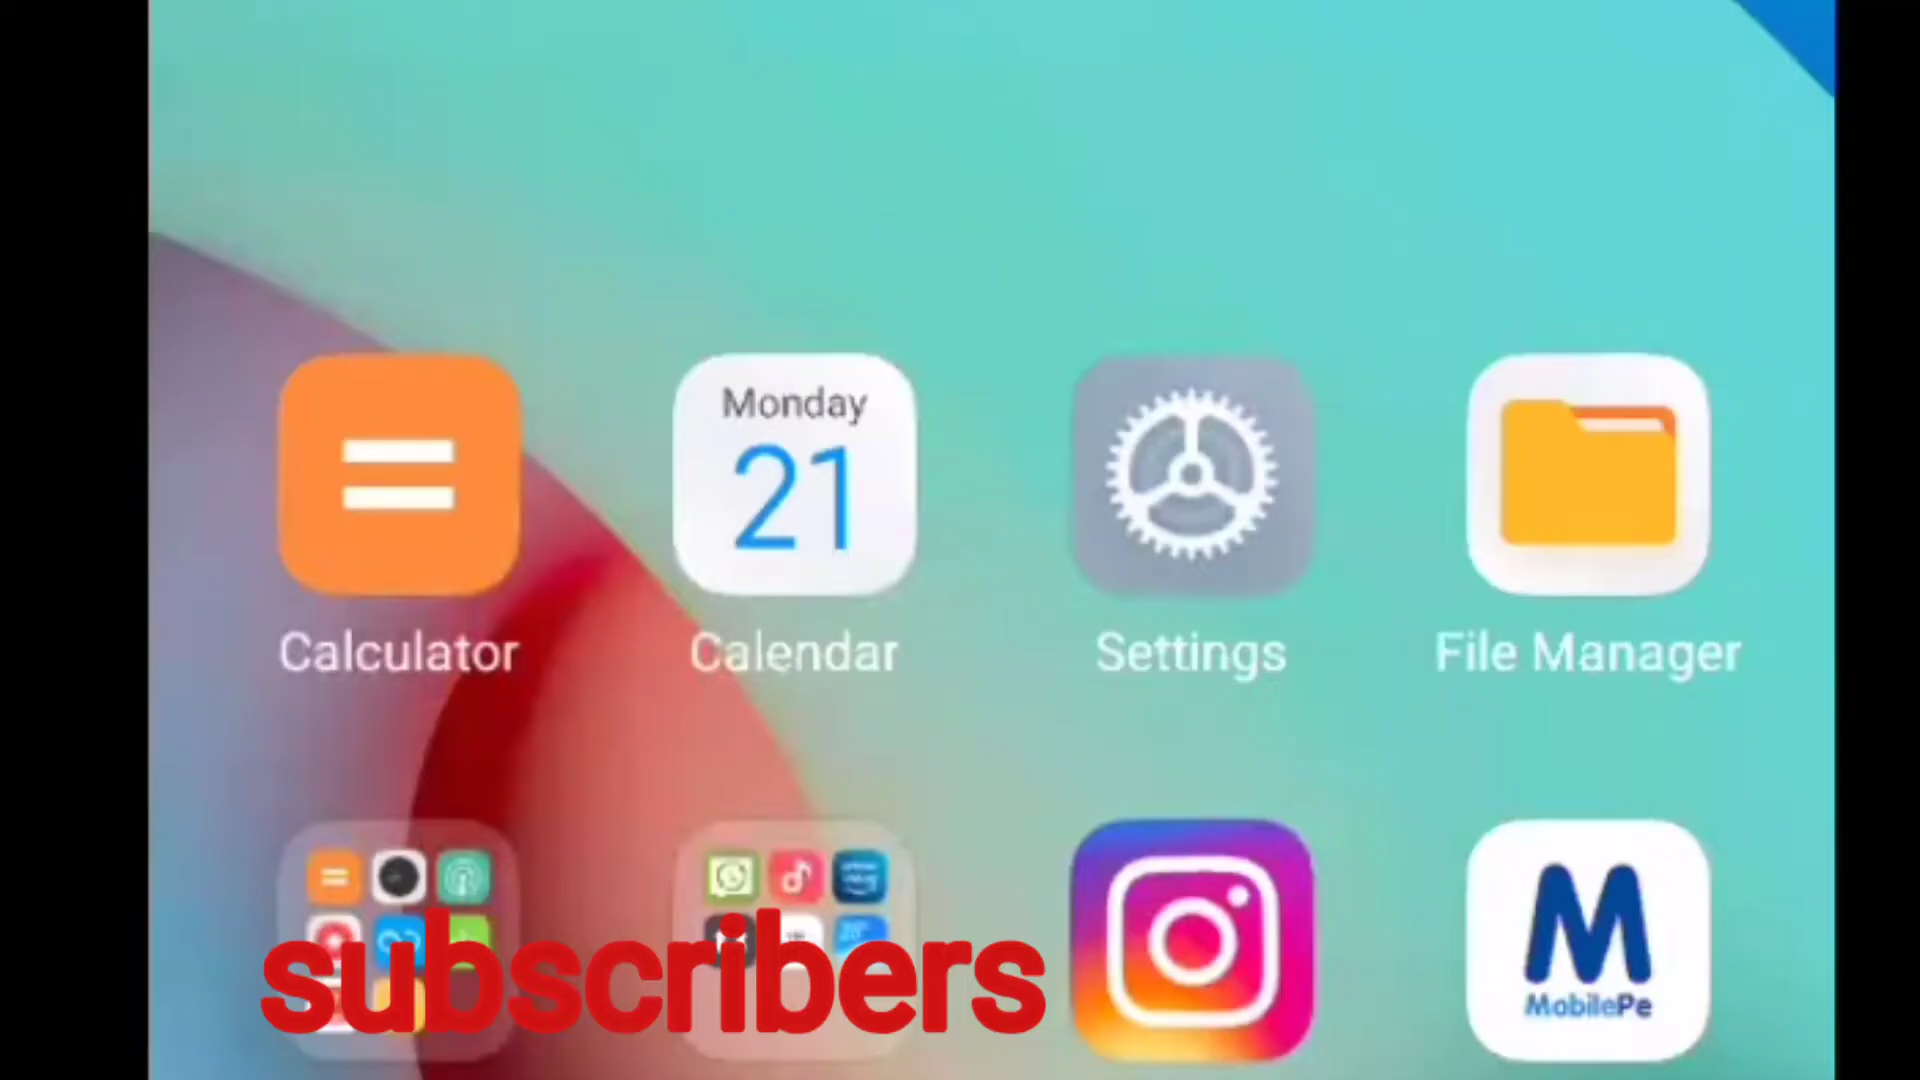 Monday
21
Calculator
Calendar
Settings
File Manager
subscribers
MobilePe